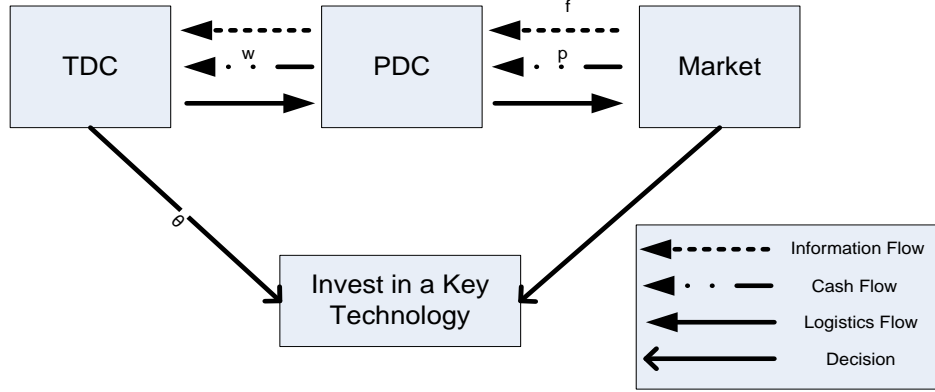 f
TDC
w
PDC
p
Market
θ
Invest in a Key
Technology
Information Flow
Cash Flow
Logistics Flow
Decision